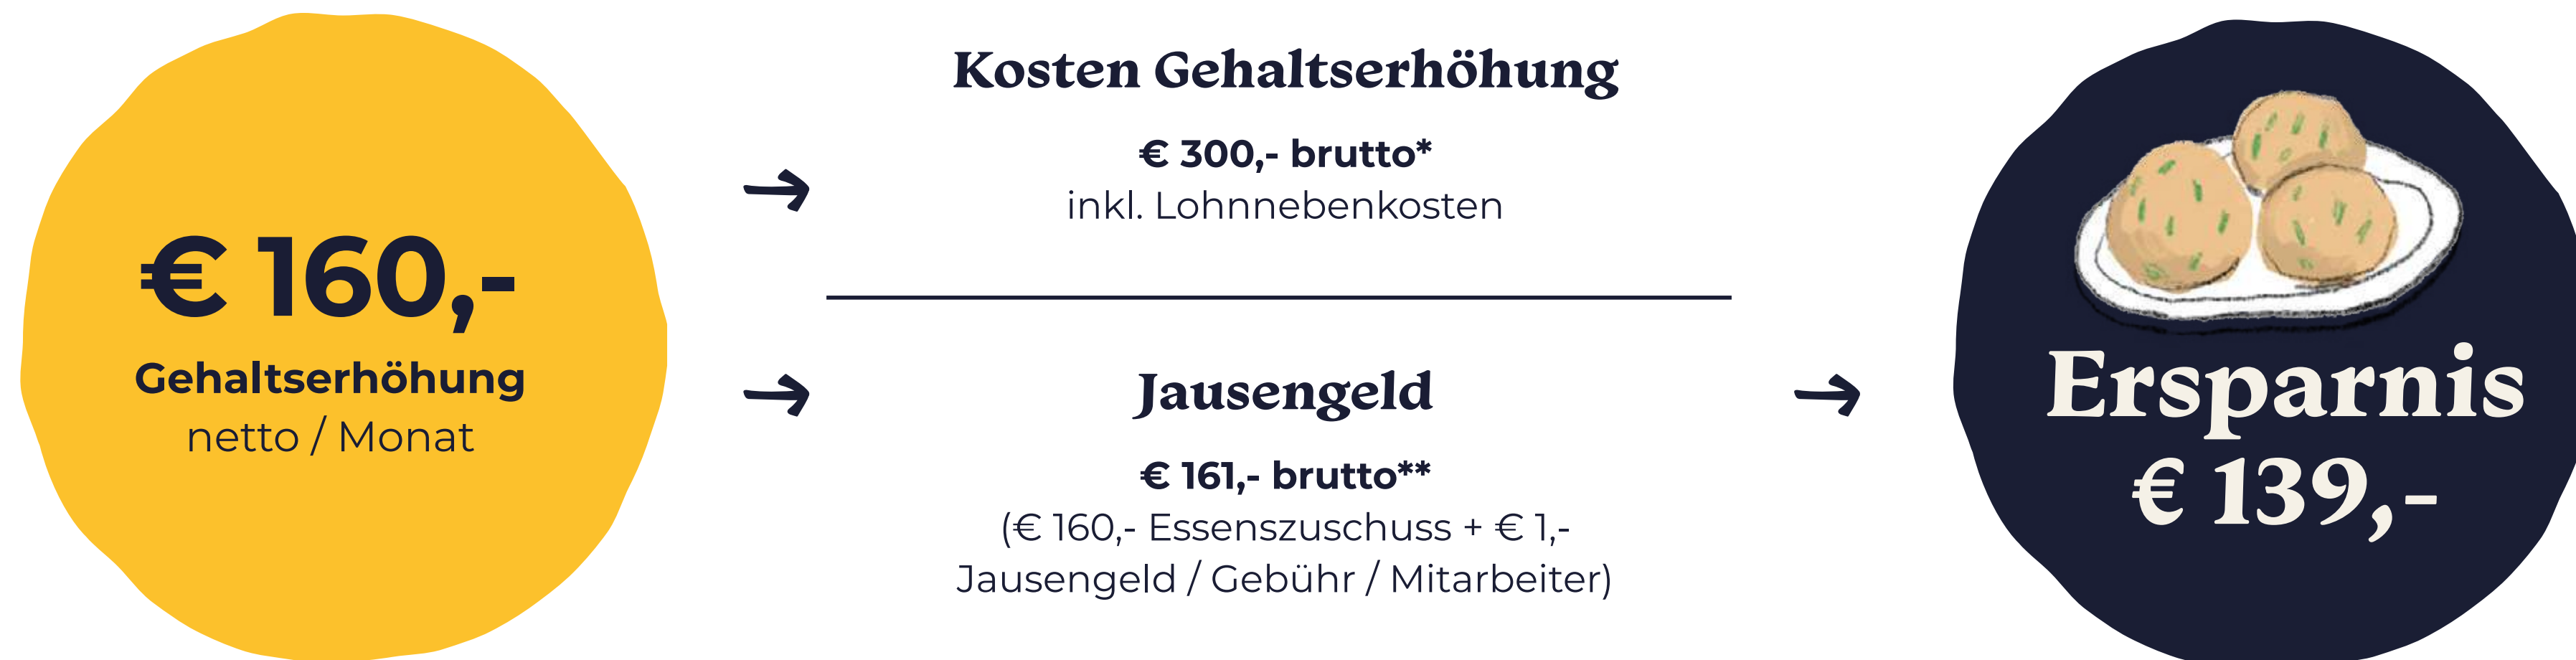 € 160,-
Gehaltserhöhung
netto / Monat
Kosten Gehaltserhöhung
€ 300,- brutto*
inkl. Lohnnebenkosten
Jausengeld
€ 161,- brutto**
(€ 160,- Essenszuschuss + € 1,-
Jausengeld / Gebühr / Mitarbeiter)
Ersparnis
€ 139,-